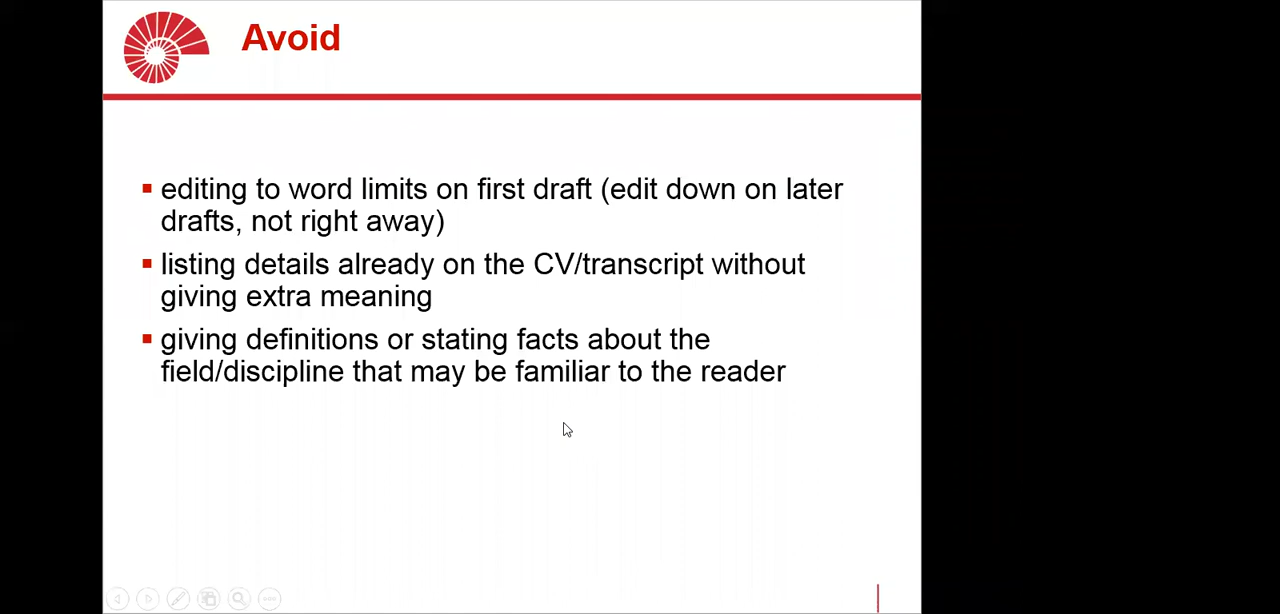 Avoid
▪ editing to word limits on first draft (edit down on later
drafts, not right away)
▪ listing details already on the CV/transcript without
giving extra meaning
▪ giving definitions or stating facts about the
field/discipline that may be familiar to the reader